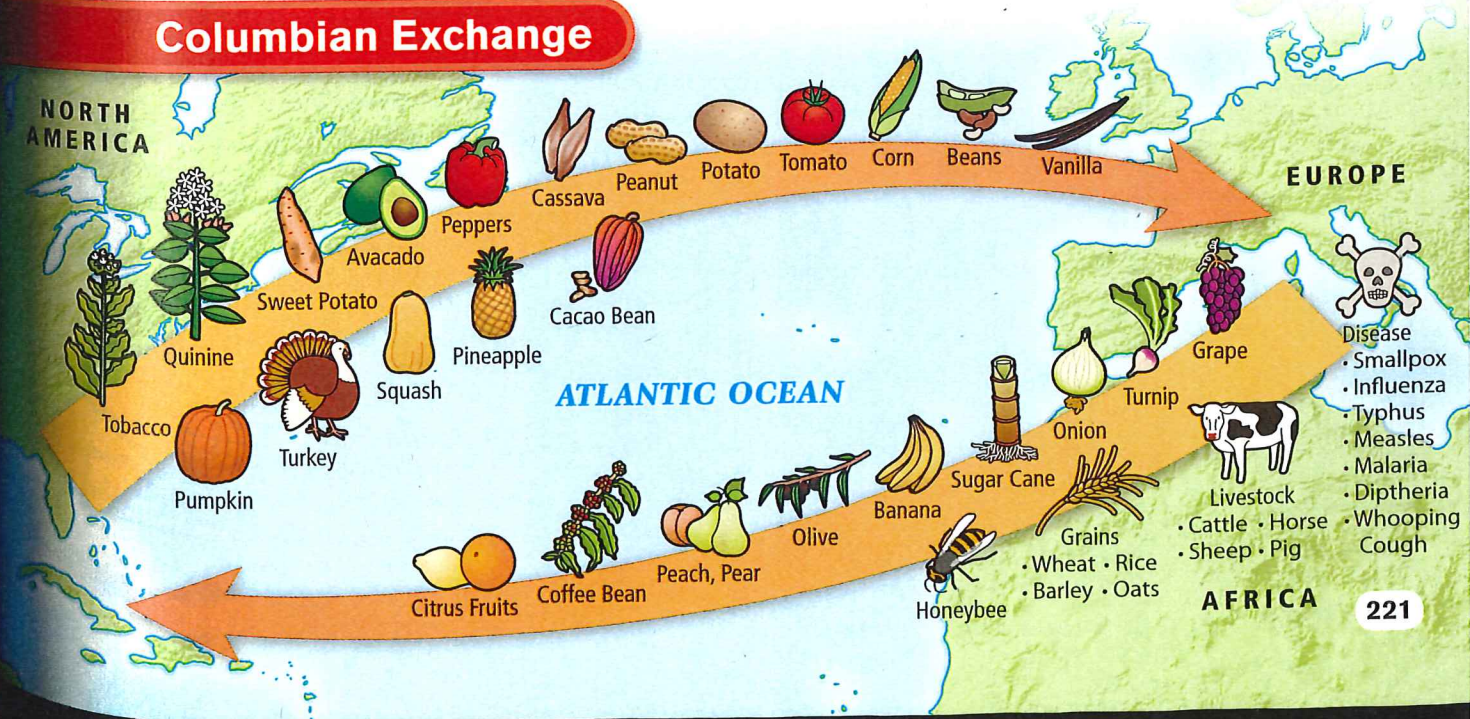 Columbian Exchange
NORTH
AMERICA
EUROPE
AFRICA
ATLANTIC OCEAN
Tobacco
Quinine
Sweet Potato
Avacado
Peppers
Cassava
Peanut
Potato
Tomato
Corn
Beans
Vanilla
Pumpkin
Turkey
Squash
Pineapple
Cacao Bean
Citrus Fruits
Coffee Bean
Peach, Pear
Olive
Banana
Sugar Cane
Onion
Turnip
Grape
Honeybee
Grains
• Wheat • Rice
• Barley • Oats
Livestock
• Cattle • Horse
• Sheep • Pig
Disease
• Smallpox
• Influenza
• Typhus
• Measles
• Malaria
• Diptheria
• Whooping
Cough
221